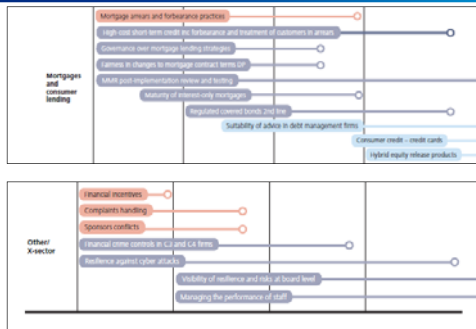 Mortgage arrears and forbearance practices
High-cost short-term credit inc forbearance and treatment of customers in arrears
Governance over mortgage lending strategies
Fairness in changes to mortgage contract terms DP
MMR post-implementation review and testing
Mortgages
and
consumer
lending
Maturity of interest-only mortgages
Regulated covered bonds 2nd line
Suitability of advice in debt management firms
Consumer credit – credit cards
Hybrid equity release products
Financial incentives
Complaints handling
Sponsors conflicts
Other/
X-sector
Financial crime controls in C3 and C4 firms
Resilience against cyber attacks
Visibility of resilience and risks at board level
Managing the performance of staff